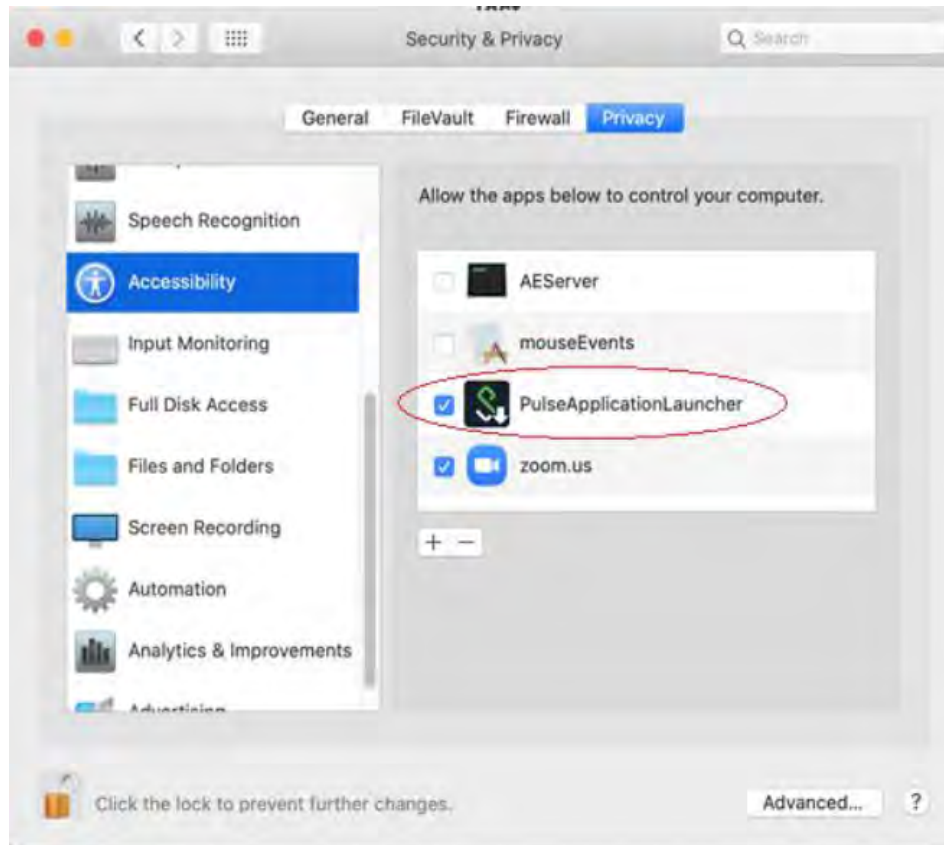 Security & Privacy
Search
General FileVault Firewall Privacy
Speech Recognition
Accessibility
Input Monitoring
Full Disk Access
Files and Folders
Screen Recording
Automation
Analytics & Improvements
Advertising
Allow the apps below to control your computer.
AEServer
mouseEvents
PulseApplicationLauncher
zoom.us
+ −
Click the lock to prevent further changes.
Advanced... ?